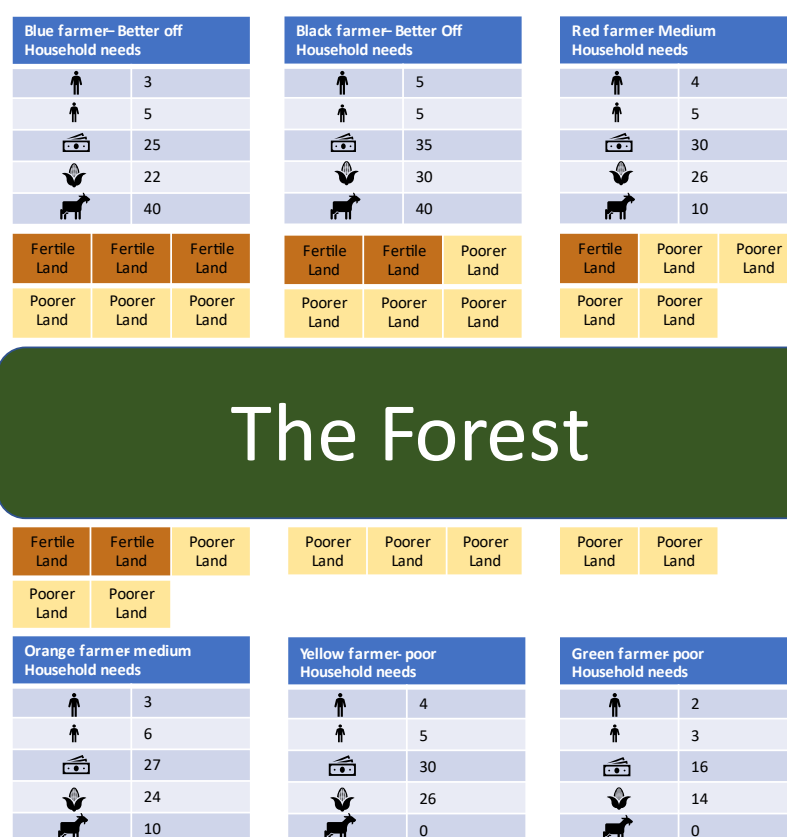 Blue farmer– Better off
Household needs
3
5
25
22
40
Black farmer– Better Off
Household needs
5
5
35
30
40
Red farmer- Medium
Household needs
4
5
30
26
10
Fertile Land
Fertile Land
Fertile Land
Poorer Land
Poorer Land
Poorer Land
Fertile Land
Fertile Land
Poorer Land
Poorer Land
Poorer Land
Poorer Land
Fertile Land
Poorer Land
Poorer Land
Poorer Land
Poorer Land
The Forest
Fertile Land
Fertile Land
Poorer Land
Poorer Land
Poorer Land
Poorer Land
Poorer Land
Poorer Land
Poorer Land
Poorer Land
Orange farmer- medium
Household needs
3
6
27
24
10
Yellow farmer- poor
Household needs
4
5
30
26
0
Green farmer- poor
Household needs
2
3
16
14
0